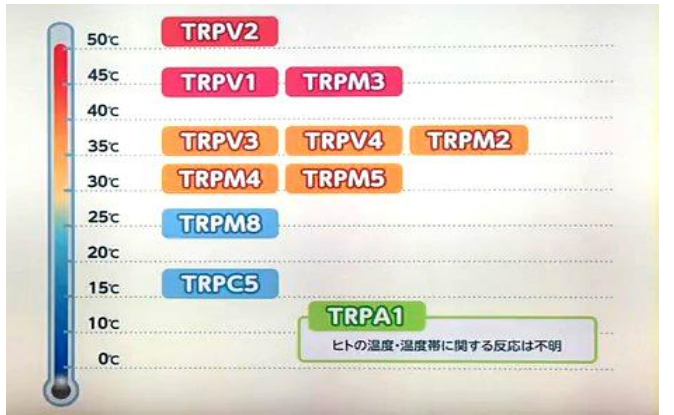 50℃ TRPV2
45℃ TRPV1 TRPM3
40℃
35℃ TRPV3 TRPV4 TRPM2
30℃ TRPM4 TRPM5
25℃ TRPM8
20℃
15℃ TRPC5
TRPA1
10℃
ヒトの温度・温度帯に関する反応は不明
0℃